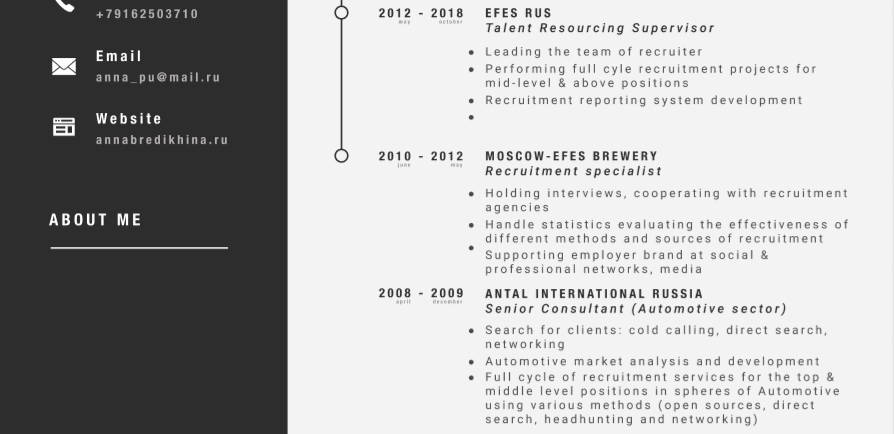 +79162503710
Email
anna_pu@mail.ru
Website
annabredikhina.ru
ABOUT ME
2012 - 2018
may october
EFES RUS
Talent Resourcing Supervisor
Leading the team of recruiter
Performing full cyle recruitment projects for
mid-level & above positions
Recruitment reporting system development
2010 - 2012
june may
MOSCOW-EFES BREWERY
Recruitment specialist
Holding interviews, cooperating with recruitment
agencies
Handle statistics evaluating the effectiveness of
different methods and sources of recruitment
Supporting employer brand at social &
professional networks, media
2008 - 2009
april december
ANTAL INTERNATIONAL RUSSIA
Senior Consultant (Automotive sector)
Search for clients: cold calling, direct search,
networking
Automotive market analysis and development
Full cycle of recruitment services for the top &
middle level positions in spheres of Automotive
using various methods (open sources, direct
search, headhunting and networking)